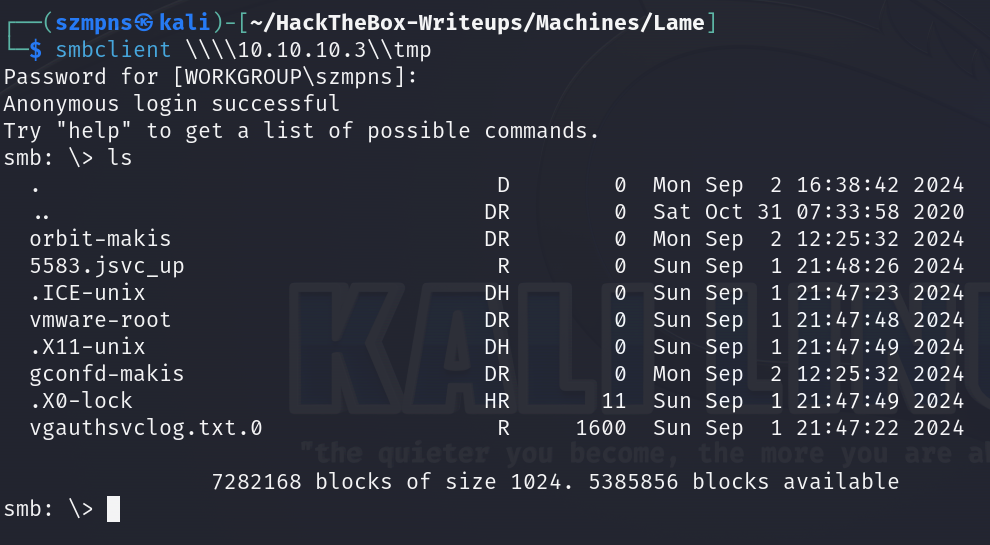 ┌──(szmpns㉿kali)-[~/HackTheBox-Writeups/Machines/Lame]
└─$ smbclient \\\\10.10.10.3\\tmp
Password for [WORKGROUP\szmpns]:
Anonymous login successful
Try "help" to get a list of possible commands.
smb: \> ls
  .                                   D        0  Mon Sep  2 16:38:42 2024
  ..                                 DR        0  Sat Oct 31 07:33:58 2020
  orbit-makis                        DR        0  Mon Sep  2 12:25:32 2024
  5583.jsvc_up                        R        0  Sun Sep  1 21:48:26 2024
  .ICE-unix                          DH        0  Sun Sep  1 21:47:23 2024
  vmware-root                        DR        0  Sun Sep  1 21:47:48 2024
  .X11-unix                          DH        0  Sun Sep  1 21:47:49 2024
  gconfd-makis                       DR        0  Mon Sep  2 12:25:32 2024
  .X0-lock                           HR       11  Sun Sep  1 21:47:49 2024
  vgauthsvclog.txt.0                  R     1600  Sun Sep  1 21:47:22 2024
KALI LINU
"the quieter you become, the more you are a
                7282168 blocks of size 1024. 5385856 blocks available
smb: \>